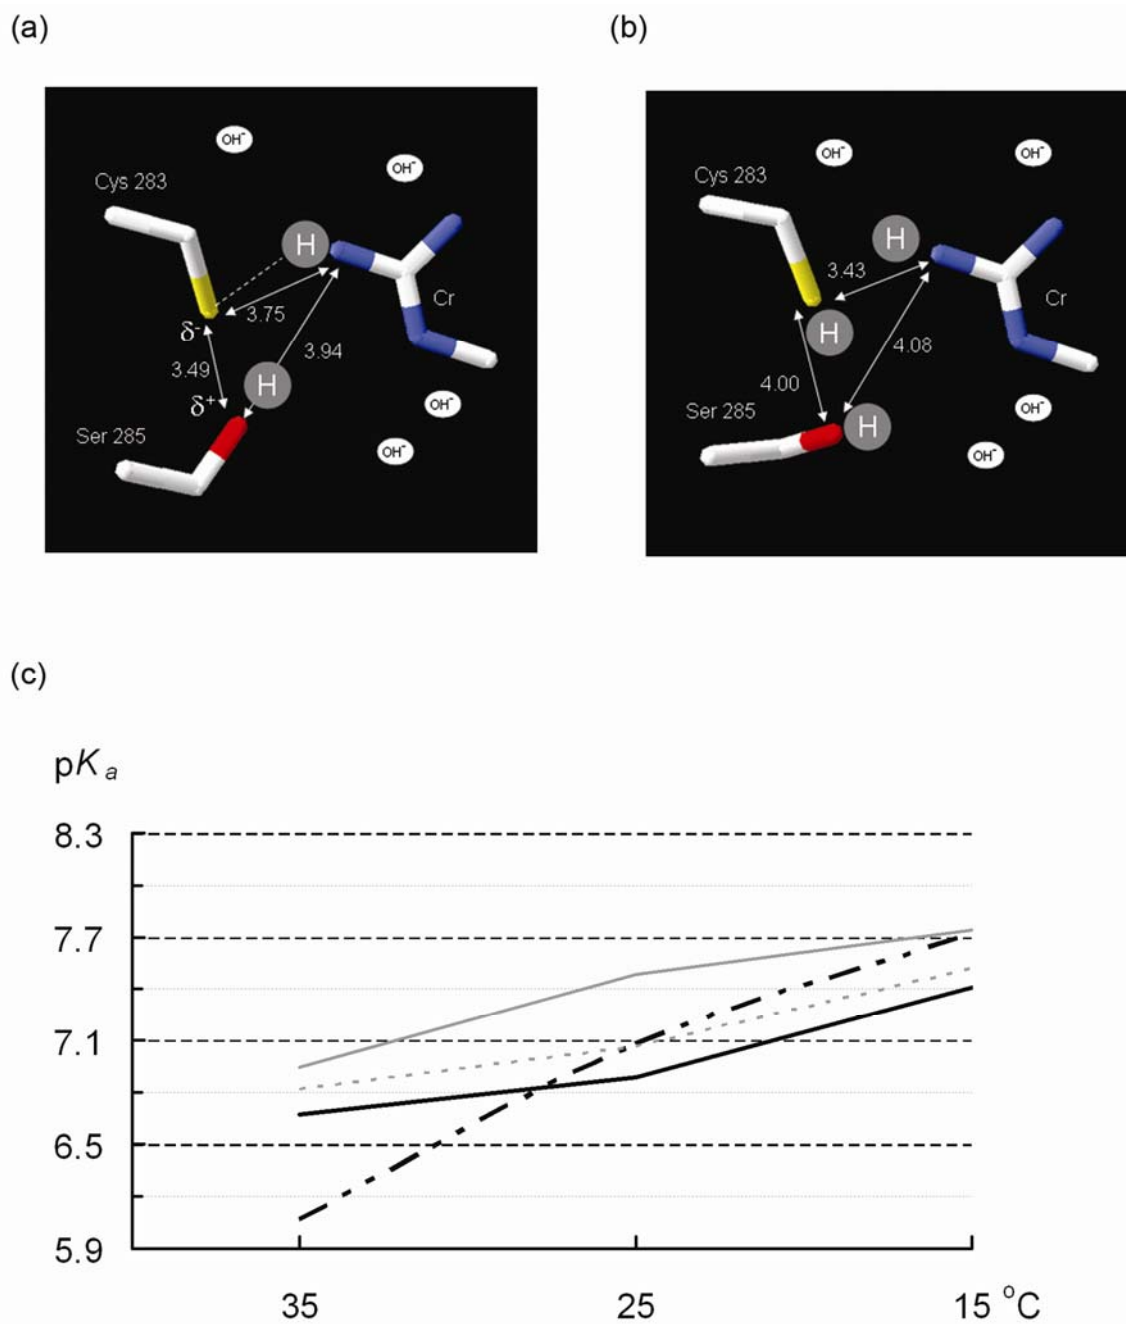 (a)
OH⁻
OH⁻
Cys 283
H
Cr
3.75
δ⁻
3.94
3.49
H
δ⁺
OH⁻
Ser 285
OH⁻
(b)
OH⁻
OH⁻
Cys 283
H
3.43
Cr
H
4.08
4.00
OH⁻
Ser 285
H
OH⁻
(c)
pKₐ
8.3
7.7
7.1
6.5
5.9
35 25 15 °C